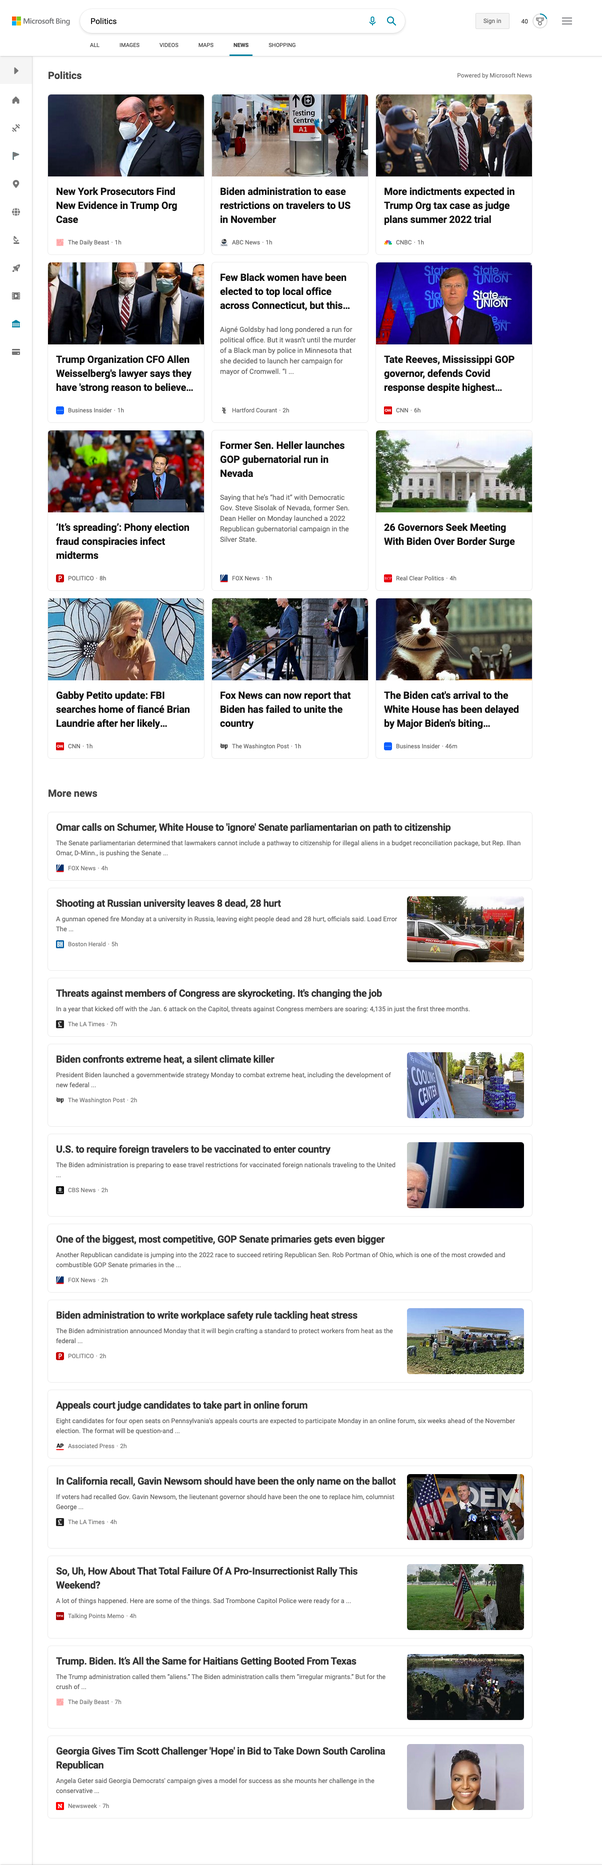 Microsoft Bing
Politics
Sign in
40
ALL
IMAGES
VIDEOS
MAPS
NEWS
SHOPPING
Politics
Powered by Microsoft News
Testing
Centre
A1
New York Prosecutors Find
New Evidence in Trump Org
Case
The Daily Beast · 1h
Biden administration to ease
restrictions on travelers to US
in November
ABC News · 1h
More indictments expected in
Trump Org tax case as judge
plans summer 2022 trial
CNBC · 1h
Trump Organization CFO Allen
Weisselberg's lawyer says they
have 'strong reason to believe...
Business Insider · 1h
Few Black women have been
elected to top local office
across Connecticut, but this...
Aigné Goldsby had long pondered a run for
political office. But it wasn't until the murder
of a Black man by police in Minnesota that
she decided to launch her campaign for
mayor of Cromwell. "I ...
Hartford Courant · 2h
State
UNION
Tate Reeves, Mississippi GOP
governor, defends Covid
response despite highest...
CNN · 6h
'It's spreading': Phony election
fraud conspiracies infect
midterms
POLITICO · 8h
Former Sen. Heller launches
GOP gubernatorial run in
Nevada
Saying that he's "had it" with Democratic
Gov. Steve Sisolak of Nevada, former Sen.
Dean Heller on Monday launched a 2022
Republican gubernatorial campaign in the
Silver State.
FOX News · 1h
26 Governors Seek Meeting
With Biden Over Border Surge
Real Clear Politics · 4h
Gabby Petito update: FBI
searches home of fiancé Brian
Laundrie after her likely...
CNN · 1h
Fox News can now report that
Biden has failed to unite the
country
The Washington Post · 1h
The Biden cat's arrival to the
White House has been delayed
by Major Biden's biting...
Business Insider · 46m
More news
Omar calls on Schumer, White House to 'ignore' Senate parliamentarian on path to citizenship
The Senate parliamentarian determined that lawmakers cannot include a pathway to citizenship for illegal aliens in a budget reconciliation package, but Rep. Ilhan
Omar, D-Minn., is pushing the Senate ...
FOX News · 4h
Shooting at Russian university leaves 8 dead, 28 hurt
A gunman opened fire Monday at a university in Russia, leaving eight people dead and 28 hurt, officials said. Load Error
The ...
Boston Herald · 5h
Threats against members of Congress are skyrocketing. It's changing the job
In a year that kicked off with the Jan. 6 attack on the Capitol, threats against Congress members are soaring: 4,135 in just the first three months.
The LA Times · 7h
Biden confronts extreme heat, a silent climate killer
President Biden launched a governmentwide strategy Monday to combat extreme heat, including the development of
new federal ...
The Washington Post · 2h
COOLING
CENTER
U.S. to require foreign travelers to be vaccinated to enter country
The Biden administration is preparing to ease travel restrictions for vaccinated foreign nationals traveling to the United
...
CBS News · 2h
One of the biggest, most competitive, GOP Senate primaries gets even bigger
Another Republican candidate is jumping into the 2022 race to succeed retiring Republican Sen. Rob Portman of Ohio, which is one of the most crowded and
combustible GOP Senate primaries in the ...
FOX News · 2h
Biden administration to write workplace safety rule tackling heat stress
The Biden administration announced Monday that it will begin crafting a standard to protect workers from heat as the
federal ...
POLITICO · 2h
Appeals court judge candidates to take part in online forum
Eight candidates for four open seats on Pennsylvania's appeals courts are expected to participate Monday in an online forum, six weeks ahead of the November
election. The format will be question-and ...
AP Associated Press · 2h
In California recall, Gavin Newsom should have been the only name on the ballot
If voters had recalled Gov. Gavin Newsom, the lieutenant governor should have been the one to replace him, columnist
George ...
The LA Times · 4h
So, Uh, How About That Total Failure Of A Pro-Insurrectionist Rally This
Weekend?
A lot of things happened. Here are some of the things. Sad Trombone Capitol Police were ready for a ...
Talking Points Memo · 4h
Trump. Biden. It's All the Same for Haitians Getting Booted From Texas
The Trump administration called them "aliens." The Biden administration calls them "irregular migrants." But for the
crush of ...
The Daily Beast · 7h
Georgia Gives Tim Scott Challenger 'Hope' in Bid to Take Down South Carolina
Republican
Angela Geter said Georgia Democrats' campaign gives a model for success as she mounts her challenge in the
conservative ...
Newsweek · 7h